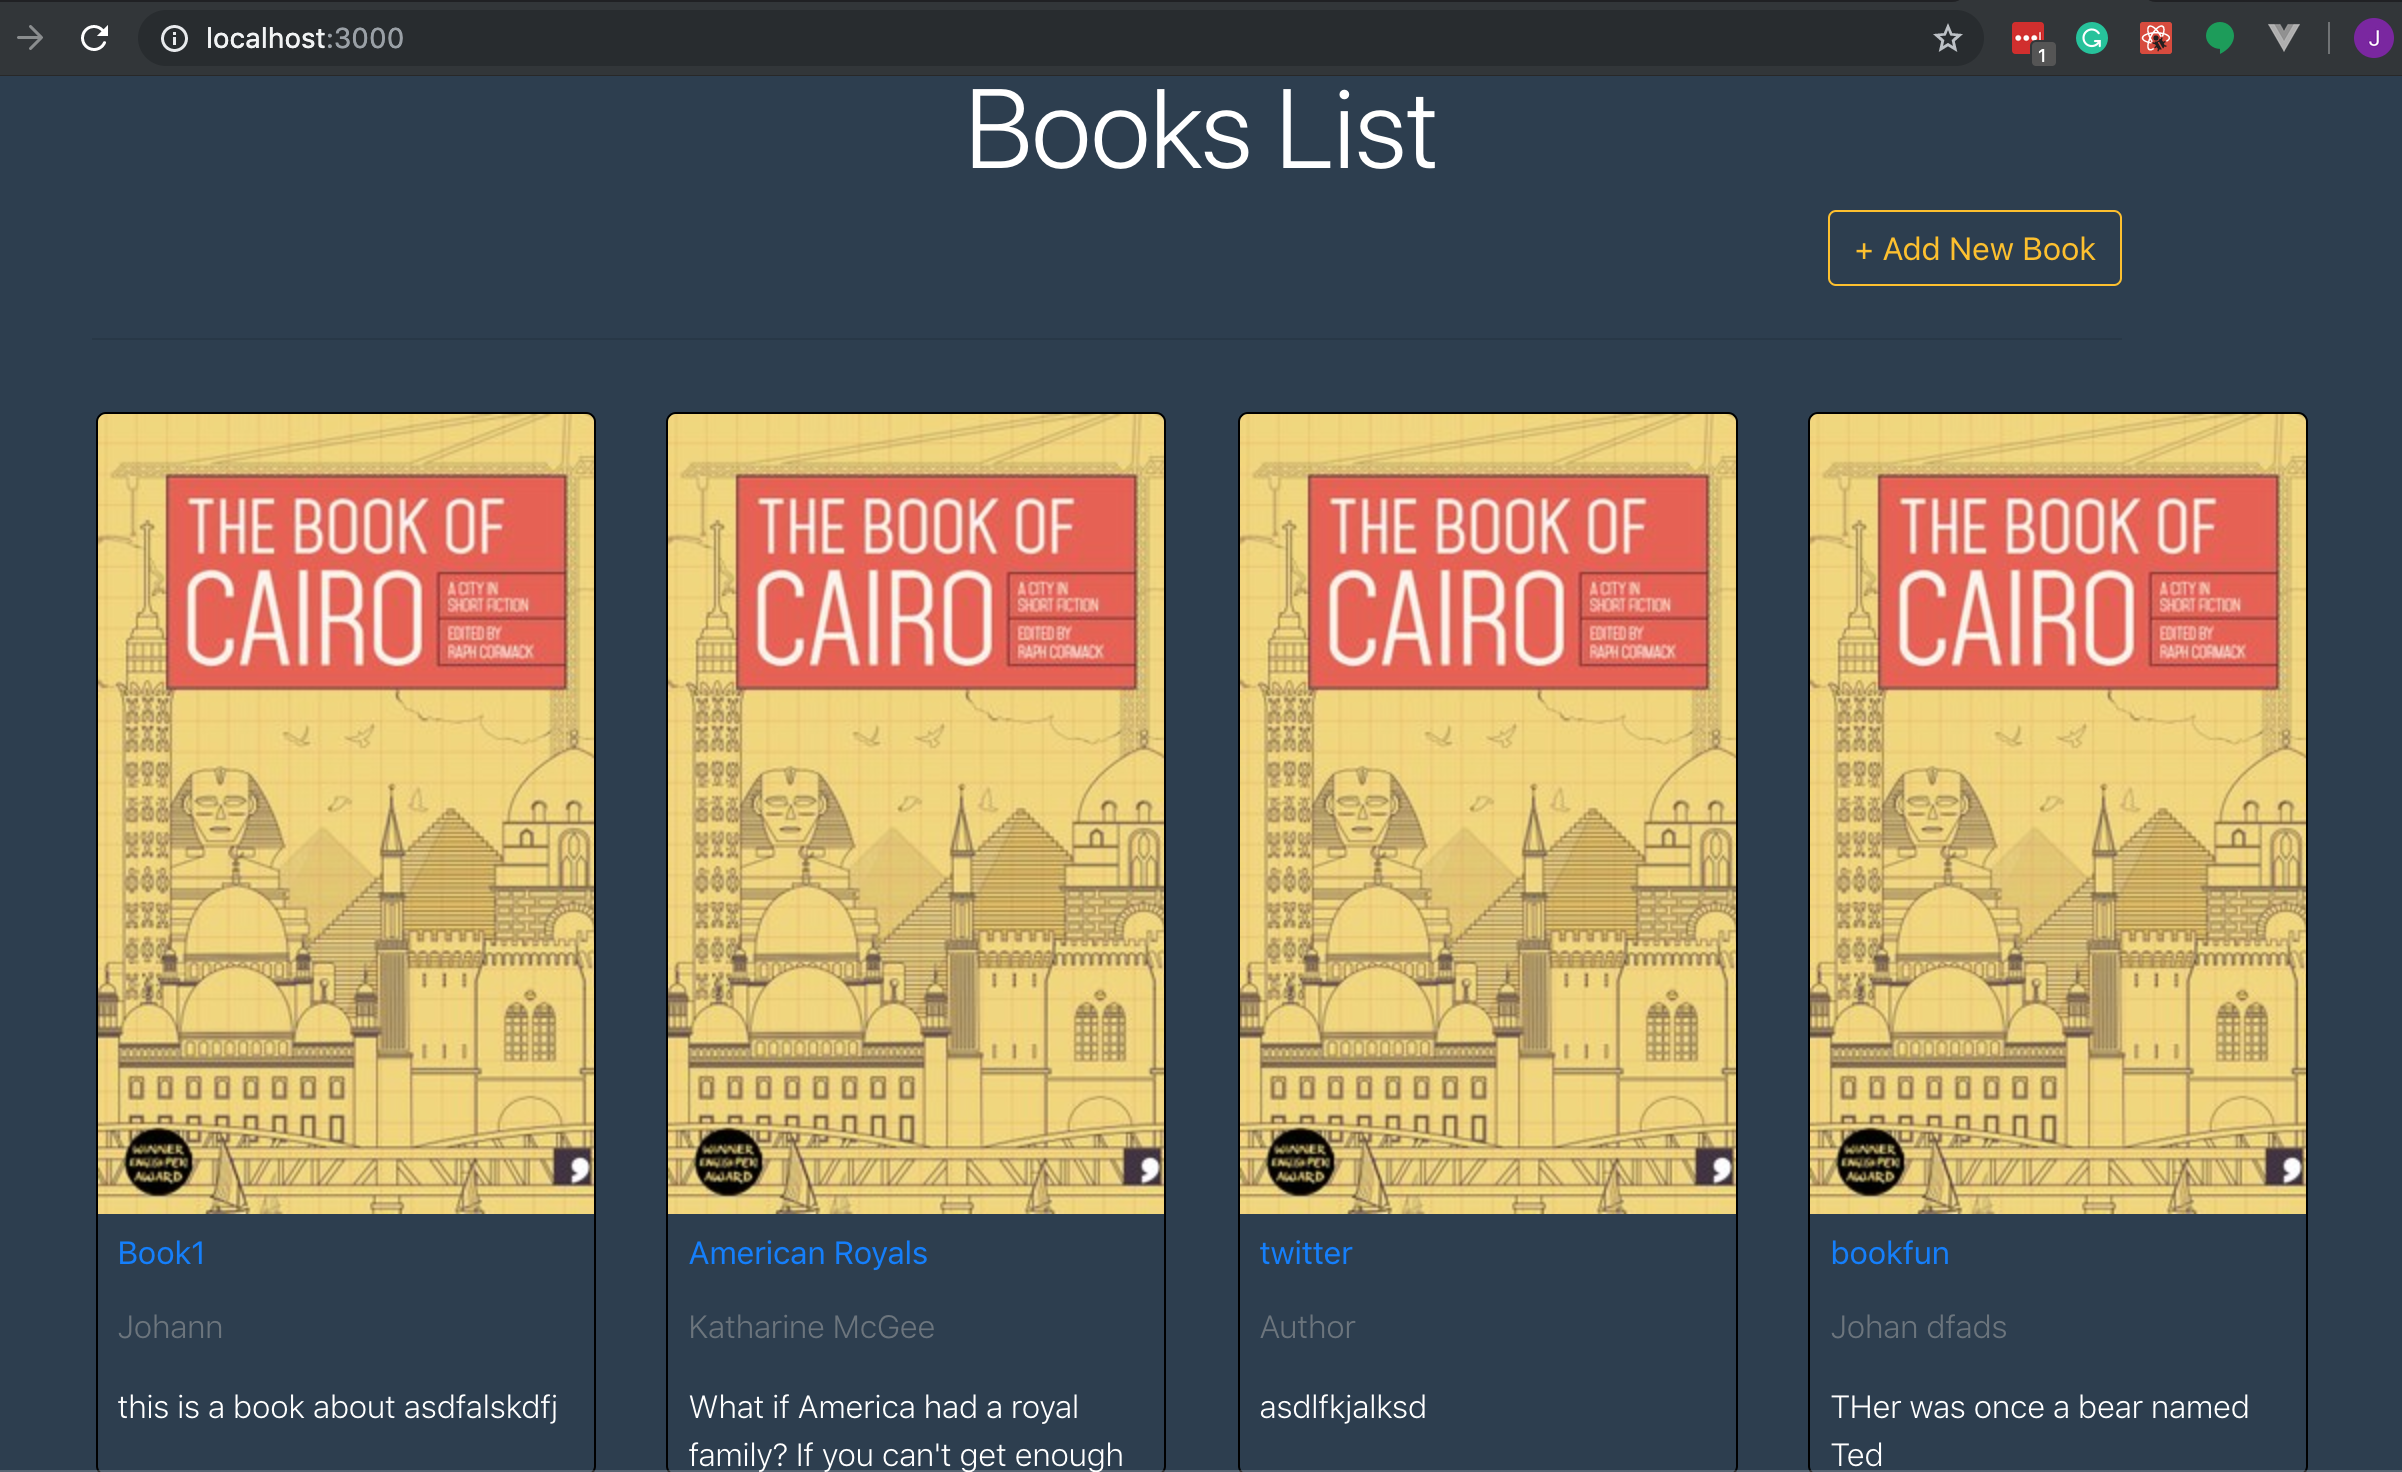 localhost:3000
1
J
Books List
+ Add New Book
THE BOOK OF
CAIRO
A CITY IN
SHORT FICTION
EDITED BY
RAPH CORMACK
WINNER
ENGLISH PEN
AWARD
Book1
Johann
this is a book about asdfalskdfj
THE BOOK OF
CAIRO
A CITY IN
SHORT FICTION
EDITED BY
RAPH CORMACK
WINNER
ENGLISH PEN
AWARD
American Royals
Katharine McGee
What if America had a royal
family? If you can't get enough
THE BOOK OF
CAIRO
A CITY IN
SHORT FICTION
EDITED BY
RAPH CORMACK
WINNER
ENGLISH PEN
AWARD
twitter
Author
asdlfkjalksd
THE BOOK OF
CAIRO
A CITY IN
SHORT FICTION
EDITED BY
RAPH CORMACK
WINNER
ENGLISH PEN
AWARD
bookfun
Johan dfads
THer was once a bear named
Ted